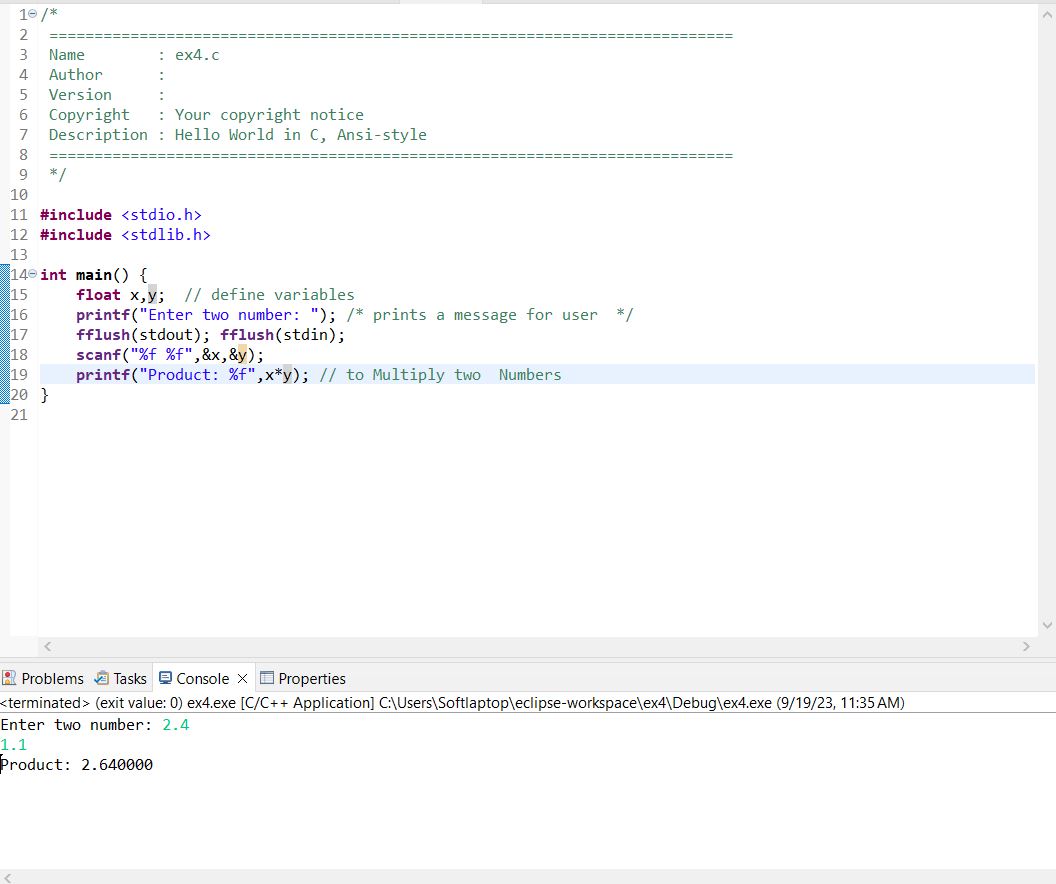 1 /*
2 ============================================================================
3 Name        : ex4.c
4 Author      :
5 Version     :
6 Copyright   : Your copyright notice
7 Description : Hello World in C, Ansi-style
8 ============================================================================
9 */
10
11 #include <stdio.h>
12 #include <stdlib.h>
13
14 int main() {
15     float x,y;  // define variables
16     printf("Enter two number: "); /* prints a message for user  */
17     fflush(stdout); fflush(stdin);
18     scanf("%f %f",&x,&y);
19     printf("Product: %f",x*y); // to Multiply two  Numbers
20 }
21
Problems Tasks Console Properties
<terminated> (exit value: 0) ex4.exe [C/C++ Application] C:\Users\Softlaptop\eclipse-workspace\ex4\Debug\ex4.exe (9/19/23, 11:35 AM)
Enter two number: 2.4
1.1
Product: 2.640000